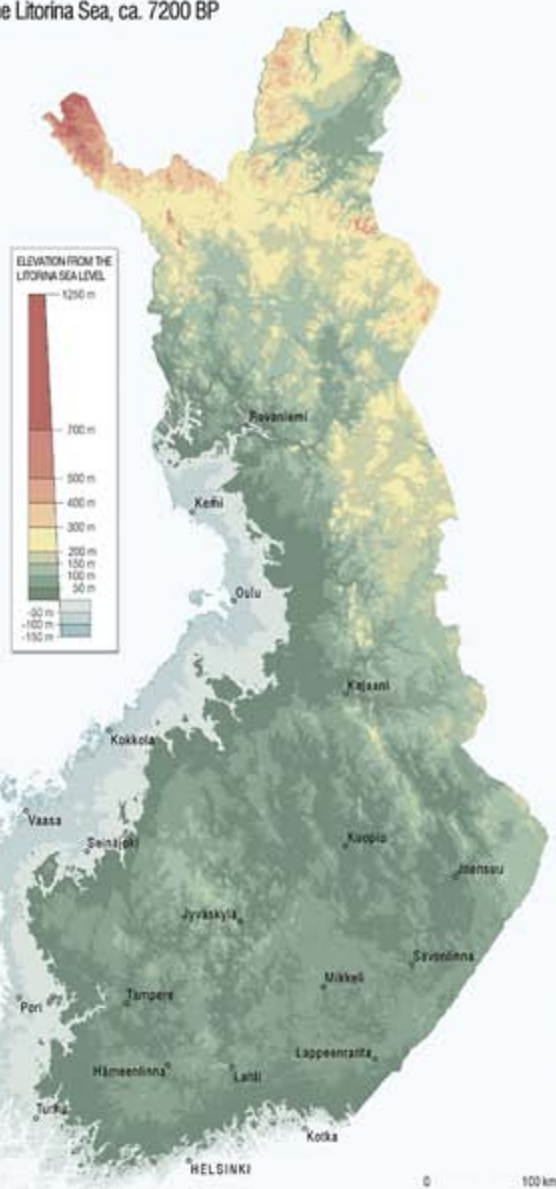 e Litorina Sea, ca. 7200 BP
ELEVATION FROM THE
LITORINA SEA LEVEL
1250 m
700 m
500 m
400 m
300 m
200 m
150 m
100 m
50 m
-50 m
-100 m
-150 m
Rovaniemi
Kemi
Oulu
Kajaani
Kokkola
Vaasa
Seinäjoki
Kuopio
Joensuu
Jyväskylä
Savonlinna
Mikkeli
Tampere
Pori
Lappeenranta
Hämeenlinna
Lahti
Turku
Kotka
HELSINKI
0 100 km